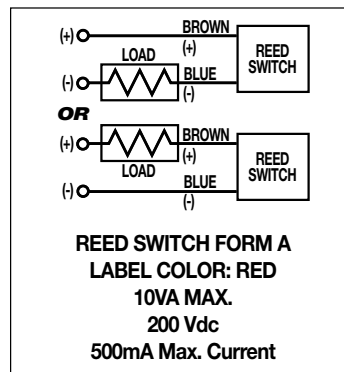 (+) BROWN
(+)
LOAD
REED
SWITCH
(-) BLUE
(-)
OR
(+) BROWN
(+)
LOAD
REED
SWITCH
(-) BLUE
(-)
REED SWITCH FORM A
LABEL COLOR: RED
10VA MAX.
200 Vdc
500mA Max. Current